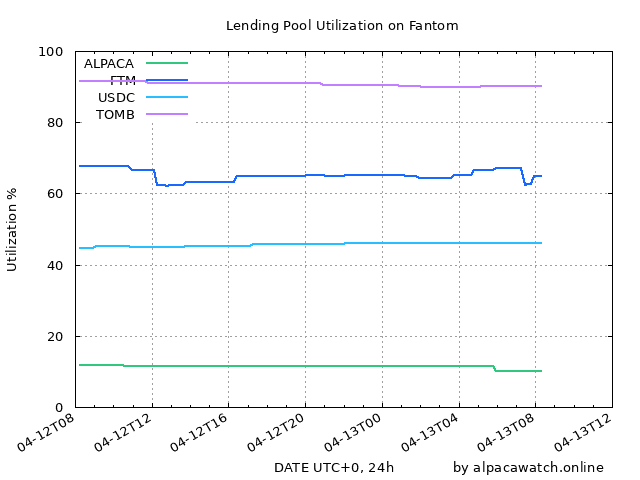 Lending Pool Utilization on Fantom
100
80
60
40
20
0
Utilization %
ALPACA
FTM
USDC
TOMB
04-12T08
04-12T12
04-12T16
04-12T20
04-13T00
04-13T04
04-13T08
04-13T12
DATE UTC+0, 24h
by alpacawatch.online